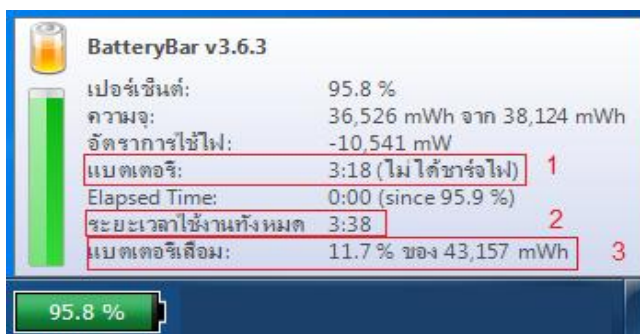 BatteryBar v3.6.3
เปอร์เซ็นต์: 95.8 %
ความจุ: 36,526 mWh จาก 38,124 mWh
อัตราการใช้ไฟ: -10,541 mW
แบตเตอรี: 3:18 (ไม่ได้ชาร์จไฟ) 1
Elapsed Time: 0:00 (since 95.9 %)
ระยะเวลาใช้งานทั้งหมด 3:38 2
แบตเตอรีเสื่อม: 11.7 % ของ 43,157 mWh 3
95.8 %